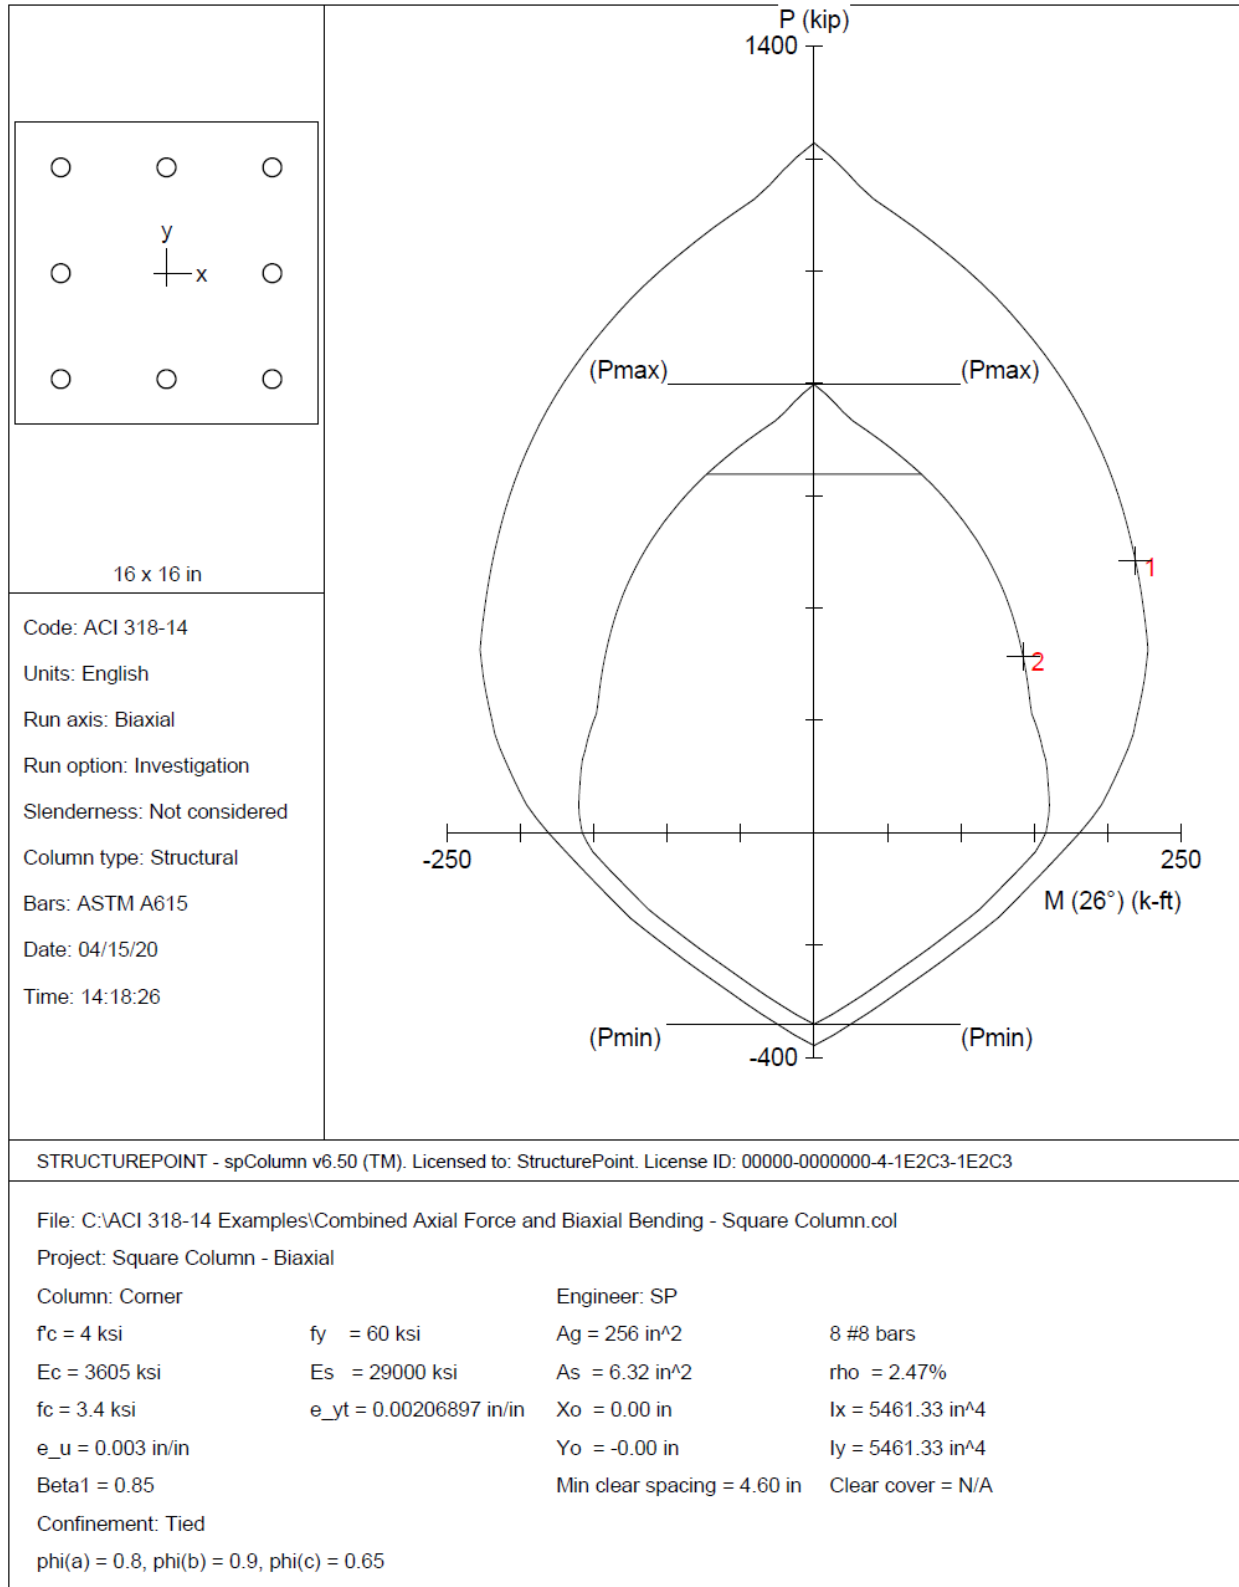 P (kip)
1400
y
x
(Pmax) (Pmax)
16 x 16 in
1
2
Code: ACI 318-14
Units: English
Run axis: Biaxial
Run option: Investigation
Slenderness: Not considered
Column type: Structural
Bars: ASTM A615
Date: 04/15/20
Time: 14:18:26
-250 250
M (26°) (k-ft)
(Pmin) (Pmin)
-400
STRUCTUREPOINT - spColumn v6.50 (TM). Licensed to: StructurePoint. License ID: 00000-0000000-4-1E2C3-1E2C3
File: C:\ACI 318-14 Examples\Combined Axial Force and Biaxial Bending - Square Column.col
Project: Square Column - Biaxial
Column: Corner Engineer: SP
f'c = 4 ksi fy = 60 ksi Ag = 256 in^2 8 #8 bars
Ec = 3605 ksi Es = 29000 ksi As = 6.32 in^2 rho = 2.47%
fc = 3.4 ksi e_yt = 0.00206897 in/in Xo = 0.00 in Ix = 5461.33 in^4
e_u = 0.003 in/in Yo = -0.00 in Iy = 5461.33 in^4
Beta1 = 0.85 Min clear spacing = 4.60 in Clear cover = N/A
Confinement: Tied
phi(a) = 0.8, phi(b) = 0.9, phi(c) = 0.65